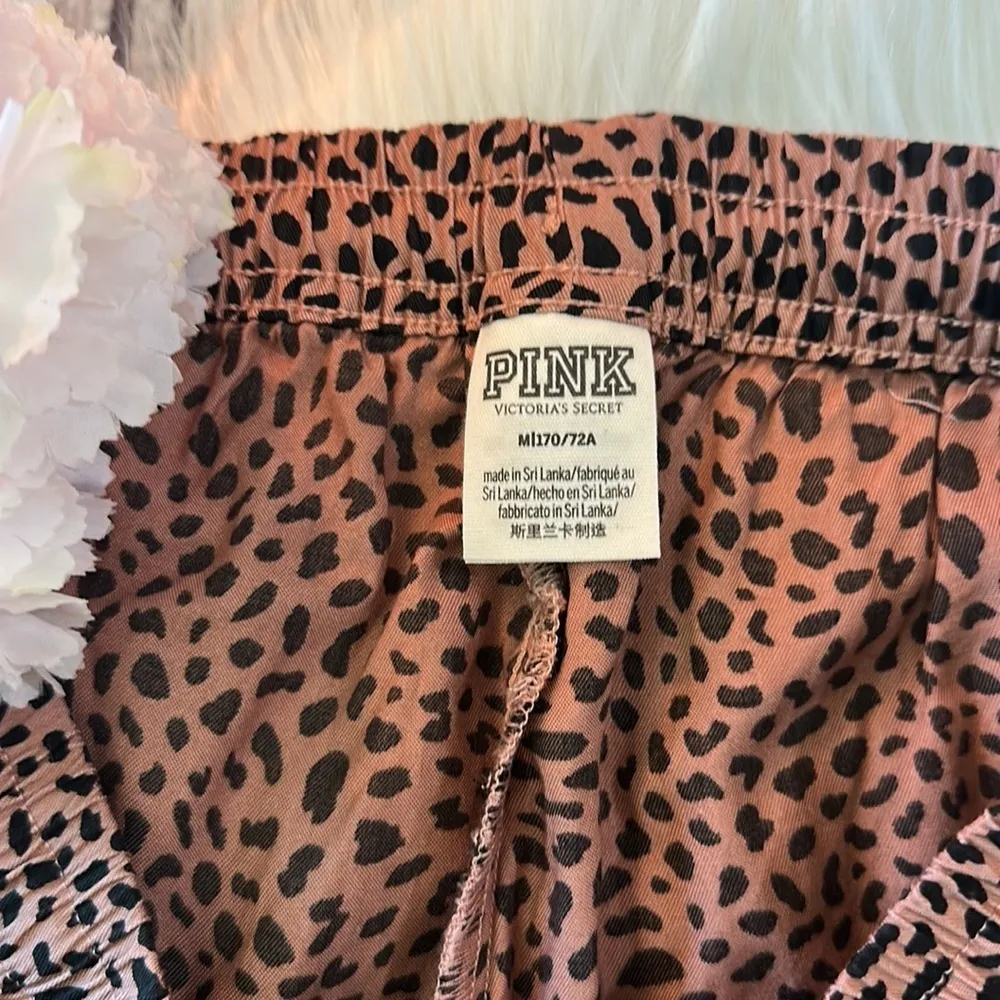 PINK
VICTORIA'S SECRET
M|170/72A
made in Sri Lanka/fabriqué au
Sri Lanka/hecho en Sri Lanka/
fabbricato in Sri Lanka/
斯里兰卡制造